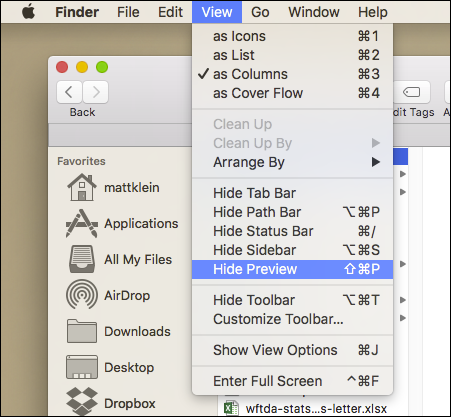 Finder File Edit View Go Window Help
as Icons ⌘1
as List ⌘2
✓ as Columns ⌘3
as Cover Flow ⌘4
Back
dit Tags
Clean Up
Clean Up By
Arrange By
Favorites
mattklein
Hide Tab Bar
Hide Path Bar ⌥⌘P
Applications
Hide Status Bar ⌘/
Hide Sidebar ⌥⌘S
All My Files
Hide Preview ⇧⌘P
AirDrop
Hide Toolbar ⌥⌘T
Customize Toolbar...
Downloads
Show View Options ⌘J
Desktop
Enter Full Screen ^⌘F
Dropbox
wftda-stats...s-letter.xlsx